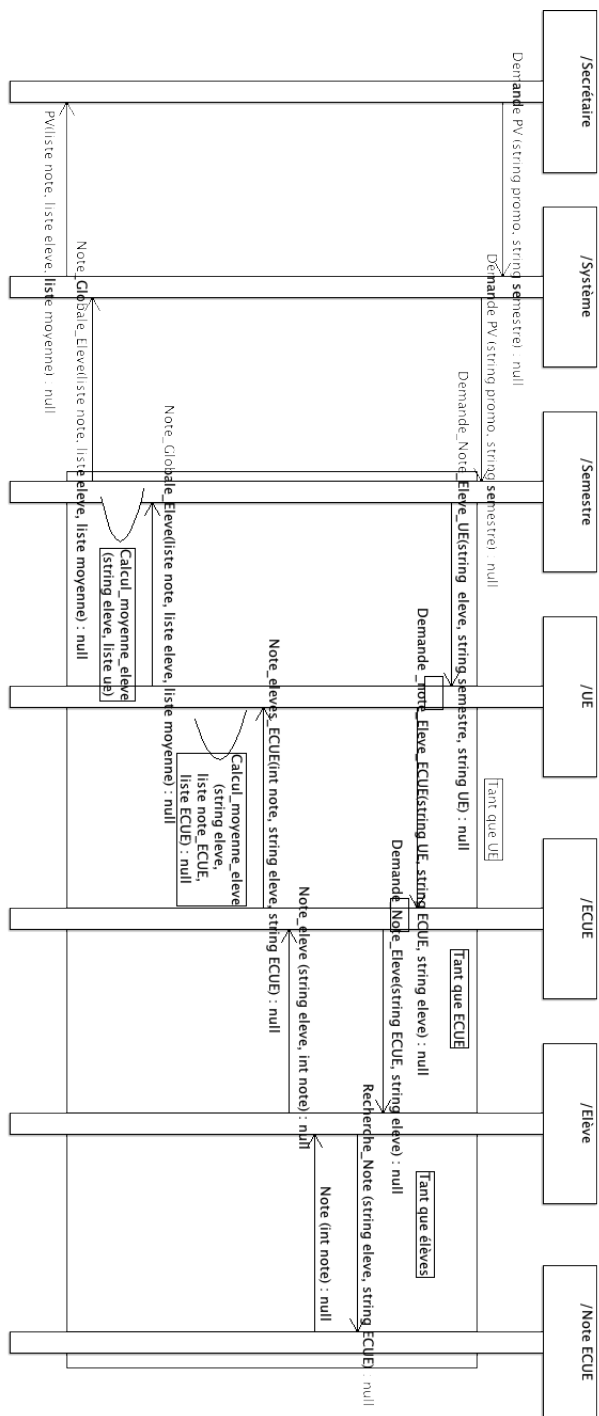 /Secrétaire
/Système
/Semestre
/UE
/ECUE
/Elève
/Note ECUE
Demande PV (string promo, string semestre) : null
Demande PV (string promo, string semestre) : null
Demande_Note_Eleve_UE(string eleve, string semestre, string UE) : null
Tant que UE
Demande _note_Eleve_ECUE(string UE, string ECUE, string eleve) : null
Tant que ECUE
Demande_Note_Eleve(string ECUE, string eleve) : null
Tant que élèves
Recherche_Note (string eleve, string ECUE) : null
Note (int note) : null
Note_eleve (string eleve, int note) : null
Note_eleves_ECUE(int note, string eleve, string ECUE) : null
Calcul_moyenne_eleve
(string eleve,
liste note_ECUE,
liste ECUE) : null
Note_Globale_Eleve(liste note, liste eleve, liste moyenne) : null
Calcul_moyenne_eleve
(string eleve, liste ue)
Note_Globale_Eleve(liste note, liste eleve, liste moyenne) : null
PV(liste note, liste eleve, liste moyenne) : null